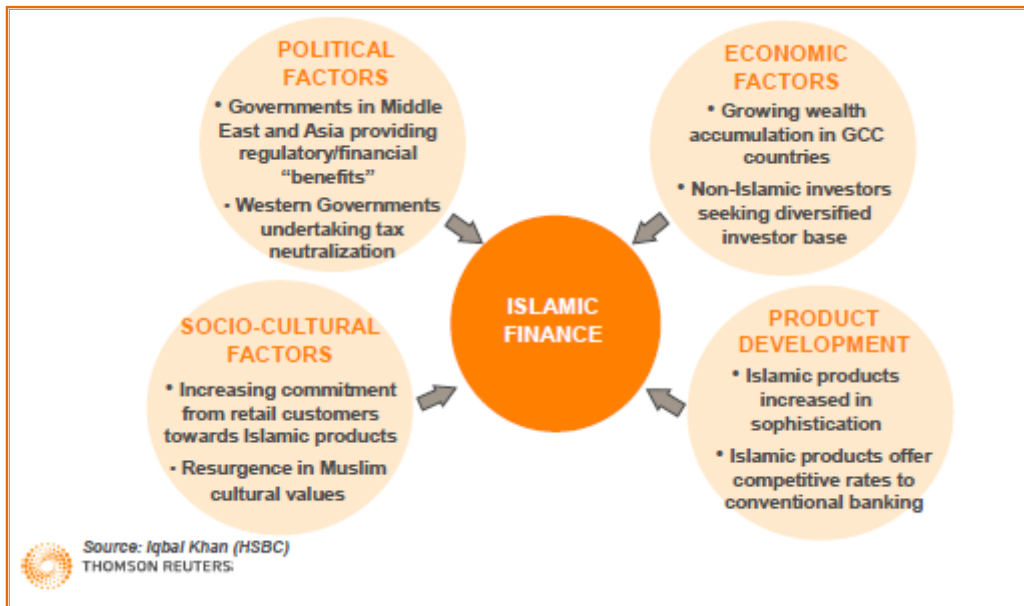 POLITICAL
FACTORS
• Governments in Middle
East and Asia providing
regulatory/financial
“benefits”
• Western Governments
undertaking tax
neutralization
ECONOMIC
FACTORS
• Growing wealth
accumulation in GCC
countries
• Non-Islamic investors
seeking diversified
investor base
ISLAMIC
FINANCE
SOCIO-CULTURAL
FACTORS
• Increasing commitment
from retail customers
towards Islamic products
• Resurgence in Muslim
cultural values
PRODUCT
DEVELOPMENT
• Islamic products
increased in
sophistication
• Islamic products offer
competitive rates to
conventional banking
Source: Iqbal Khan (HSBC)
THOMSON REUTERS